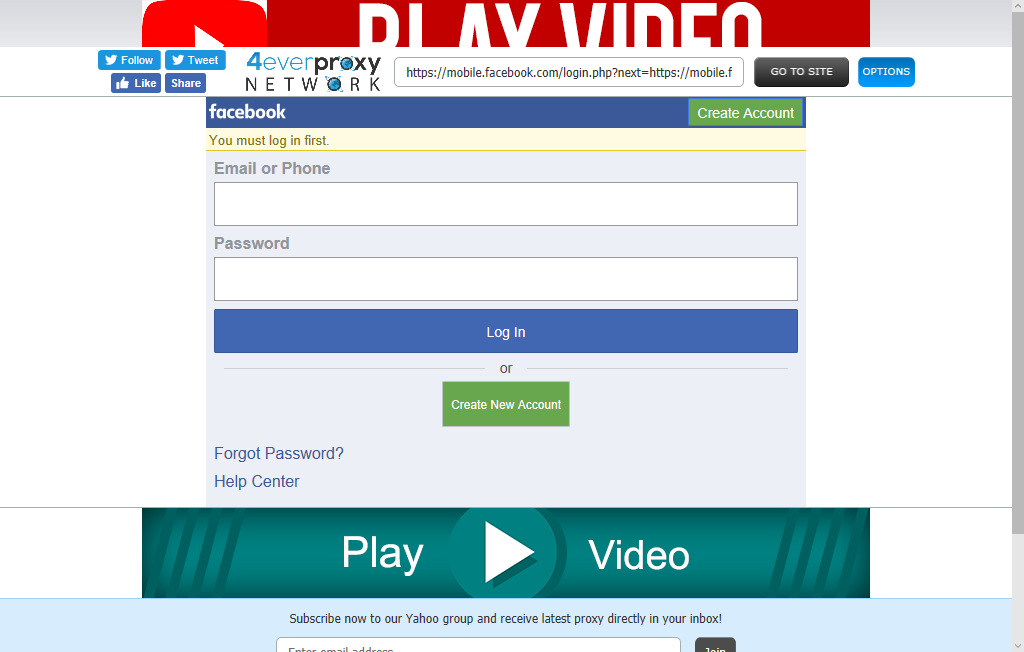 PLAY VIDEO
Follow
Tweet
Like
Share
4everproxy
NETWORK
https://mobile.facebook.com/login.php?next=https://mobile.f
GO TO SITE
OPTIONS
facebook
Create Account
You must log in first.
Email or Phone
Password
Log In
or
Create New Account
Forgot Password?
Help Center
Play Video
Subscribe now to our Yahoo group and receive latest proxy directly in your inbox!
Enter email address
Join